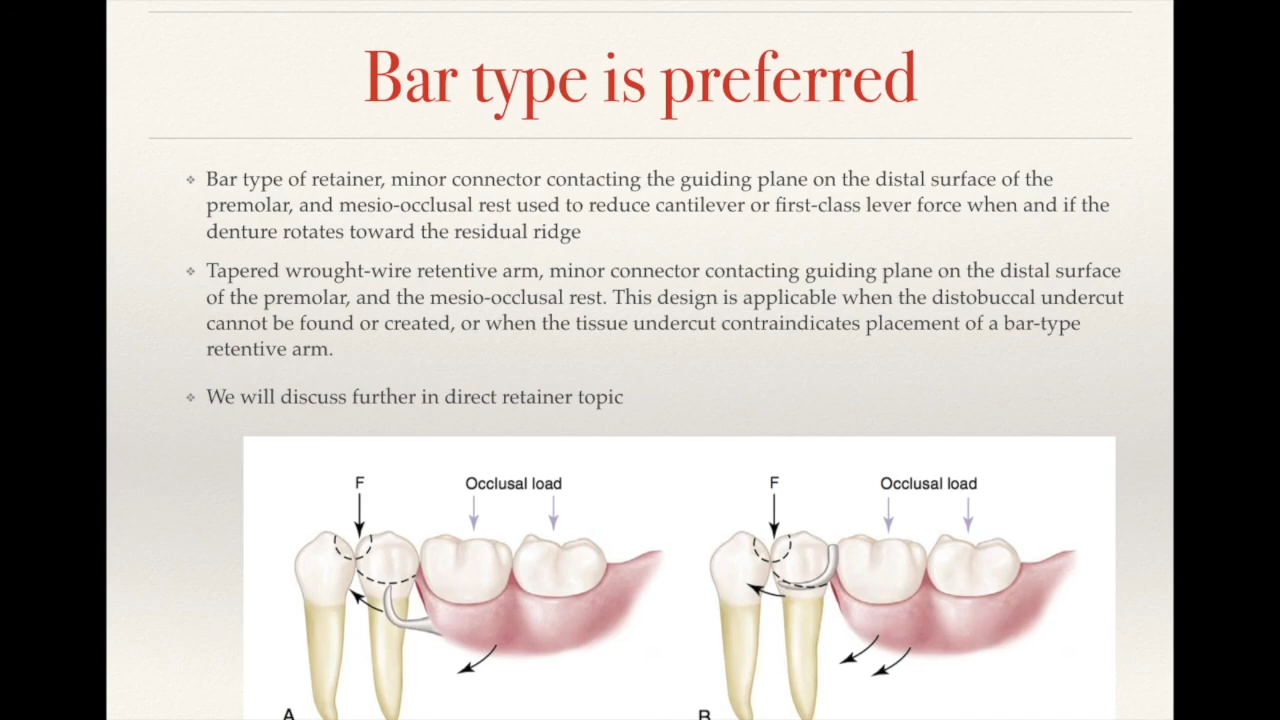 Bar type is preferred
Bar type of retainer, minor connector contacting the guiding plane on the distal surface of the
premolar, and mesio-occlusal rest used to reduce cantilever or first-class lever force when and if the
denture rotates toward the residual ridge
Tapered wrought-wire retentive arm, minor connector contacting guiding plane on the distal surface
of the premolar, and the mesio-occlusal rest. This design is applicable when the distobuccal undercut
cannot be found or created, or when the tissue undercut contraindicates placement of a bar-type
retentive arm.
We will discuss further in direct retainer topic
F Occlusal load F Occlusal load
A B